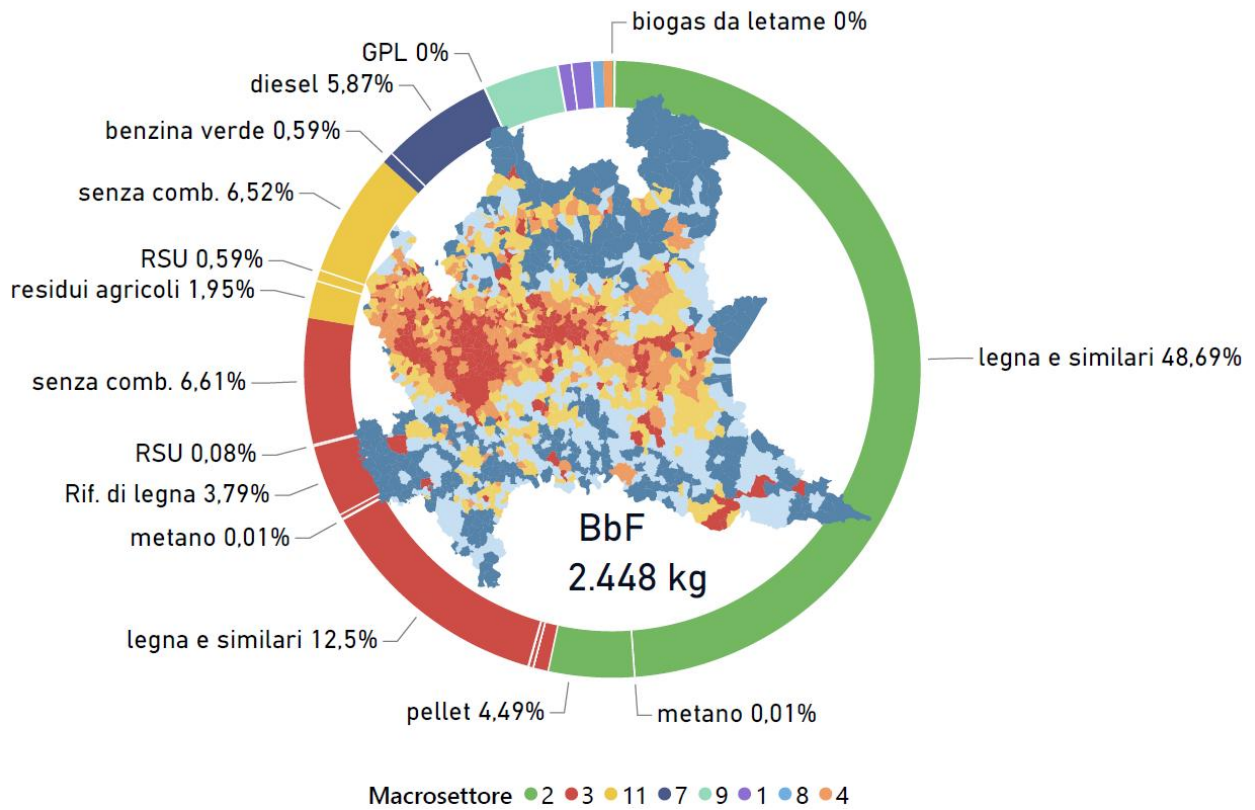 biogas da letame 0%
GPL 0%
diesel 5,87%
benzina verde 0,59%
senza comb. 6,52%
RSU 0,59%
residui agricoli 1,95%
legna e similari 48,69%
senza comb. 6,61%
RSU 0,08%
Rif. di legna 3,79%
metano 0,01%
BbF
2.448 kg
legna e similari 12,5%
pellet 4,49%
metano 0,01%
Macrosettore 2 3 11 7 9 1 8 4